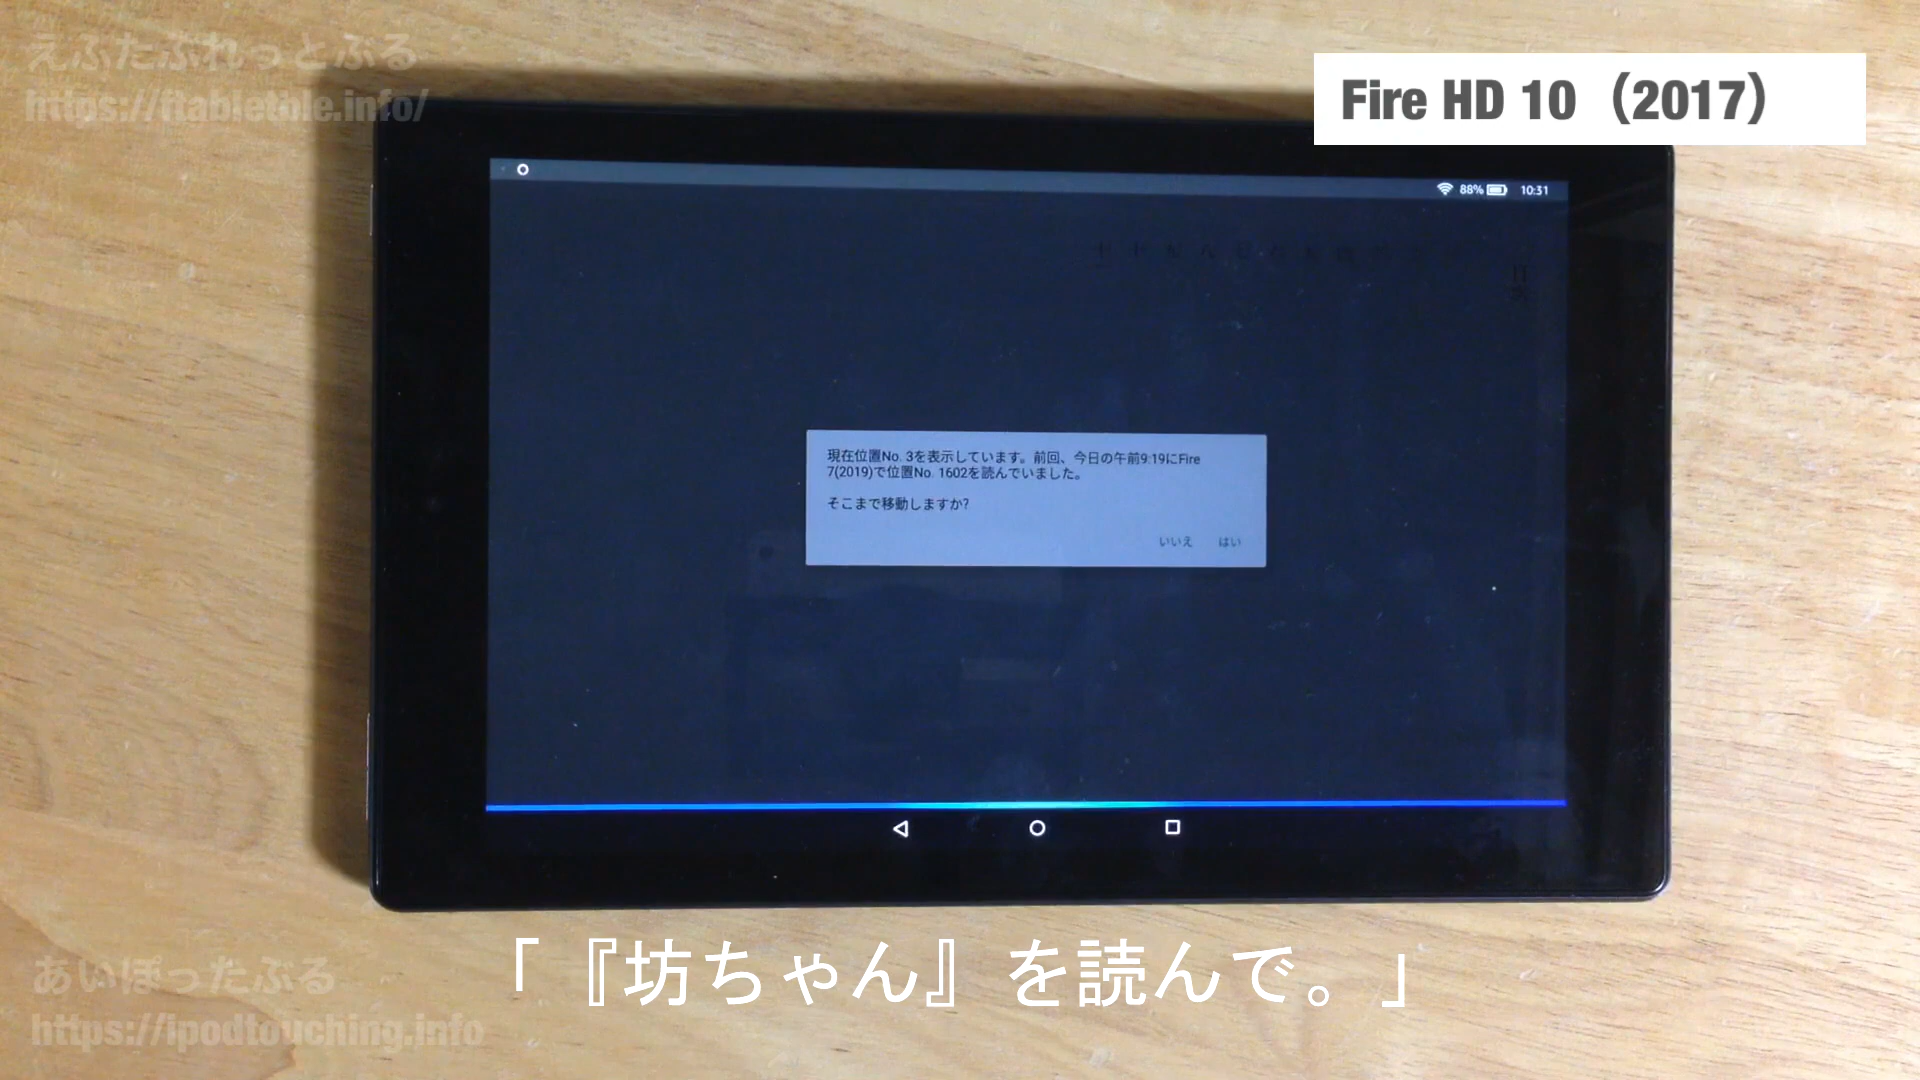 えふたぶれっとぶる
https://ftabletble.info/
Fire HD 10（2017）
88%
10:31
現在位置No. 3を表示しています。前回、今日の午前9:19にFire
7(2019)で位置No. 1602を読んでいました。
そこまで移動しますか?
いいえ はい
「『坊ちゃん』を読んで。」
あいぽったぶる
https://ipodtouching.info